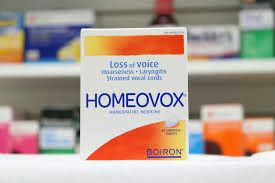 Loss of voice
Hoarseness - Laryngitis
Strained vocal cords
HOMEOVOX®
HOMEOPATHIC MEDICINE
BOIRON®